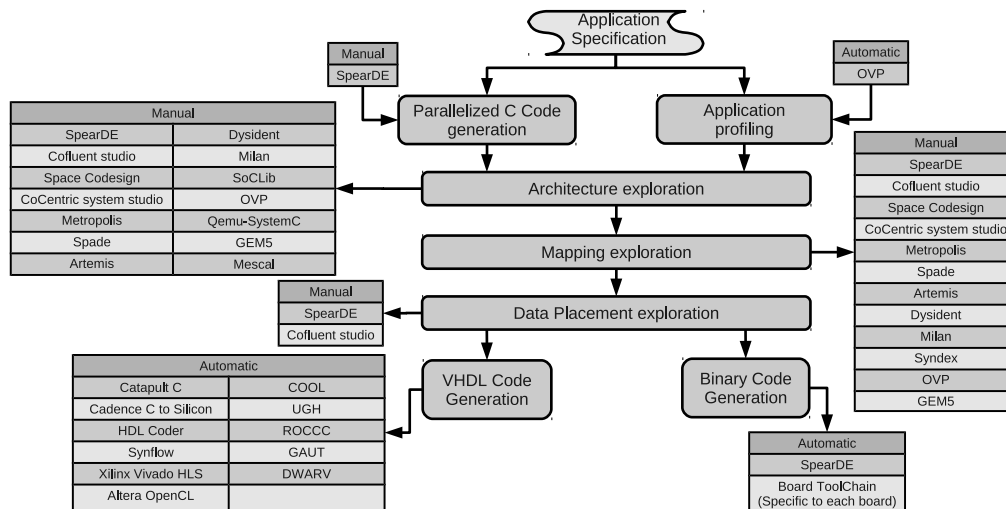 Application
Specification
Manual
SpearDE
Automatic
OVP
Parallelized C Code
generation
Application
profiling
Manual
SpearDE Dysident
Cofluent studio Milan
Space Codesign SoCLib
CoCentric system studio OVP
Metropolis Qemu-SystemC
Spade GEM5
Artemis Mescal
Architecture exploration
Mapping exploration
Data Placement exploration
Manual
SpearDE
Cofluent studio
Space Codesign
CoCentric system studio
Metropolis
Spade
Artemis
Dysident
Milan
Syndex
OVP
GEM5
Manual
SpearDE
Cofluent studio
VHDL Code
Generation
Binary Code
Generation
Automatic
Catapult C COOL
Cadence C to Silicon UGH
HDL Coder ROCCC
Synflow GAUT
Xilinx Vivado HLS DWARV
Altera OpenCL
Automatic
SpearDE
Board ToolChain
(Specific to each board)